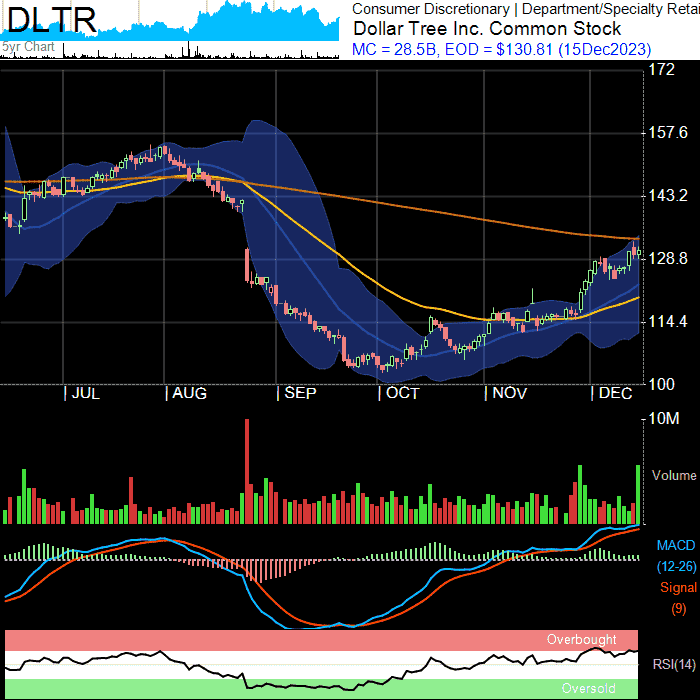 DLTR
5yr Chart
Consumer Discretionary | Department/Specialty Retai
Dollar Tree Inc. Common Stock
MC = 28.5B, EOD = $130.81 (15Dec2023)
172
157.6
143.2
128.8
114.4
100
| JUL | AUG | SEP | OCT | NOV | DEC
10M
Volume
MACD
(12-26)
Signal
(9)
Overbought
RSI(14)
Oversold